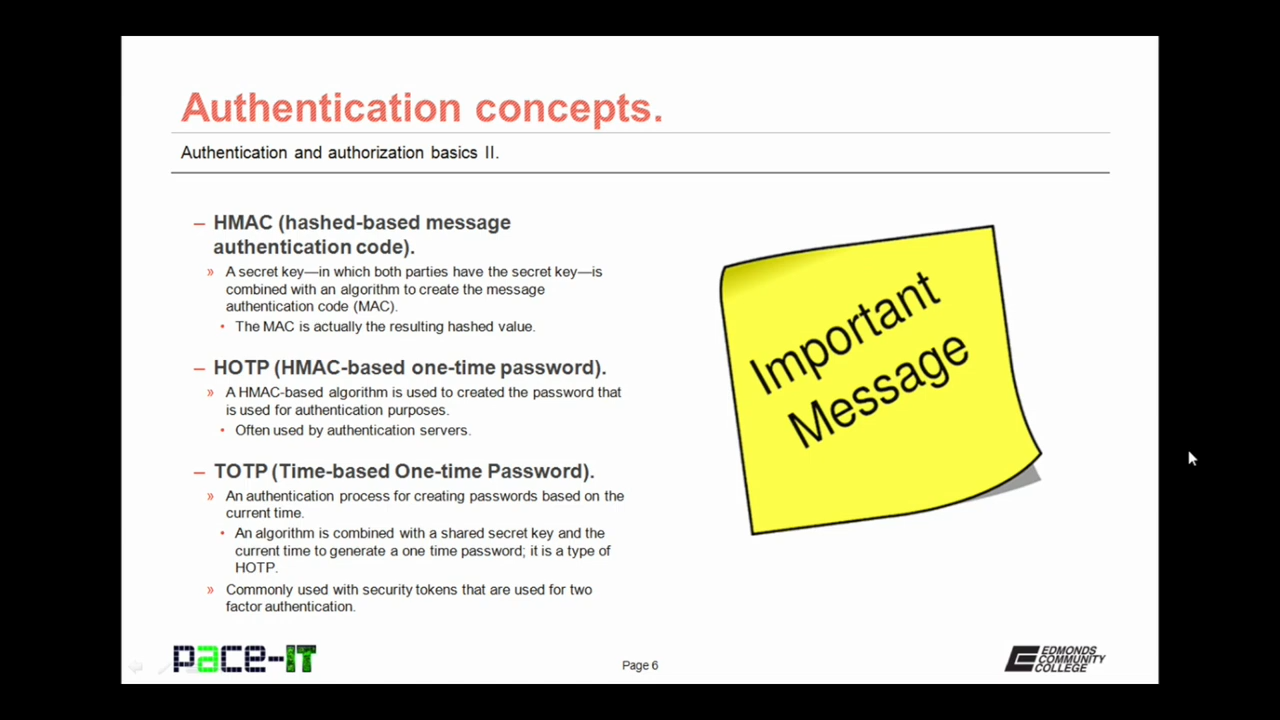 Authentication concepts.
Authentication and authorization basics II.
– HMAC (hashed-based message
authentication code).
» A secret key—in which both parties have the secret key—is
combined with an algorithm to create the message
authentication code (MAC).
• The MAC is actually the resulting hashed value.
– HOTP (HMAC-based one-time password).
» A HMAC-based algorithm is used to created the password that
is used for authentication purposes.
• Often used by authentication servers.
– TOTP (Time-based One-time Password).
» An authentication process for creating passwords based on the
current time.
• An algorithm is combined with a shared secret key and the
current time to generate a one time password; it is a type of
HOTP.
» Commonly used with security tokens that are used for two
factor authentication.
Important
Message
pace-IT
Page 6
EDMONDS
COMMUNITY
COLLEGE